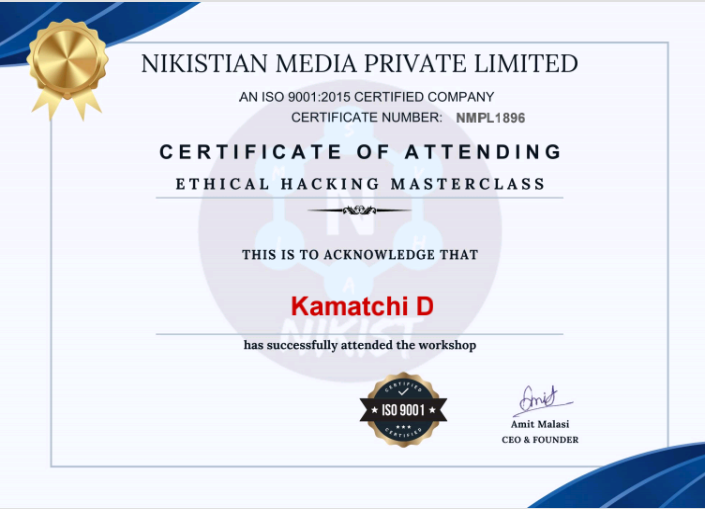 NIKISTIAN MEDIA PRIVATE LIMITED
AN ISO 9001:2015 CERTIFIED COMPANY
CERTIFICATE NUMBER: NMPL1896
CERTIFICATE OF ATTENDING
ETHICAL HACKING MASTERCLASS
N
THIS IS TO ACKNOWLEDGE THAT
Kamatchi D
NIKIST
has successfully attended the workshop
CERTIFIED
ISO 9001
CERTIFIED
Amit
Amit Malasi
CEO & FOUNDER